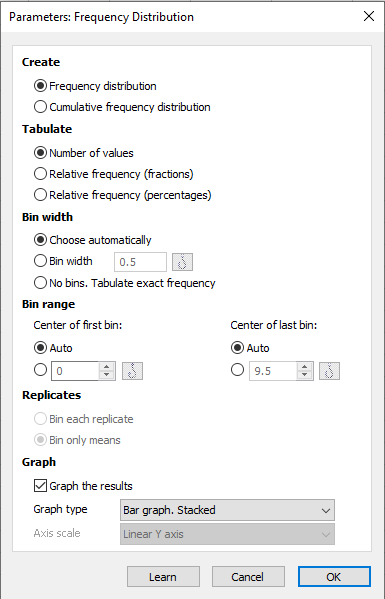 Parameters: Frequency Distribution
Create
Frequency distribution
Cumulative frequency distribution
Tabulate
Number of values
Relative frequency (fractions)
Relative frequency (percentages)
Bin width
Choose automatically
Bin width 0.5
No bins. Tabulate exact frequency
Bin range
Center of first bin: Center of last bin:
Auto Auto
0 9.5
Replicates
Bin each replicate
Bin only means
Graph
Graph the results
Graph type Bar graph. Stacked
Axis scale Linear Y axis
Learn Cancel OK